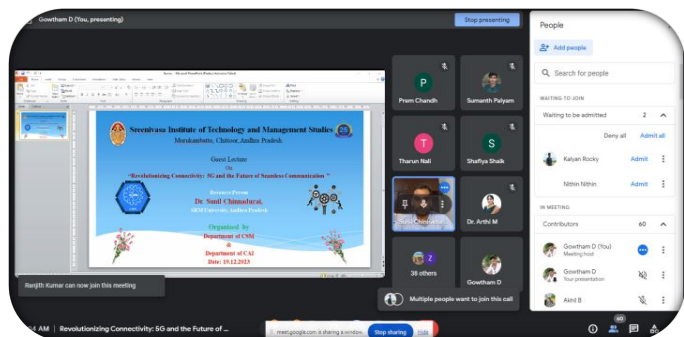 Gowtham D (You, presenting)
Stop presenting
Sreenivasa Institute of Technology and Management Studies
Murukambattu, Chittoor, Andhra Pradesh
Guest Lecture
On
"Revolutionizing Connectivity: 5G and the Future of Seamless Communication "
Resource Person
Dr. Sunil Chinnadurai,
SRM University, Andhra Pradesh
Organized by
Department of CSM
&
Department of CAI
Date: 19.12.2023
Ranjith Kumar can now join this meeting
P
Prem Chandh
Sumanth Palyam
T
Tharun Nali
S
Shafiya Shaik
Dr. Arthi M
Z
38 others
Gowtham D
Multiple people want to join this call
People
Add people
Search for people
WAITING TO JOIN
Waiting to be admitted 2
Deny all Admit all
Kalyan Rocky Admit
Nithin Nithin Admit
IN MEETING
Contributors 60
Gowtham D (You)
Meeting host
Gowtham D
Your presentation
Akhil B
AM | Revolutionizing Connectivity: 5G and the Future of ...
meet.google.com is sharing a window.
Stop sharing
Hide
60